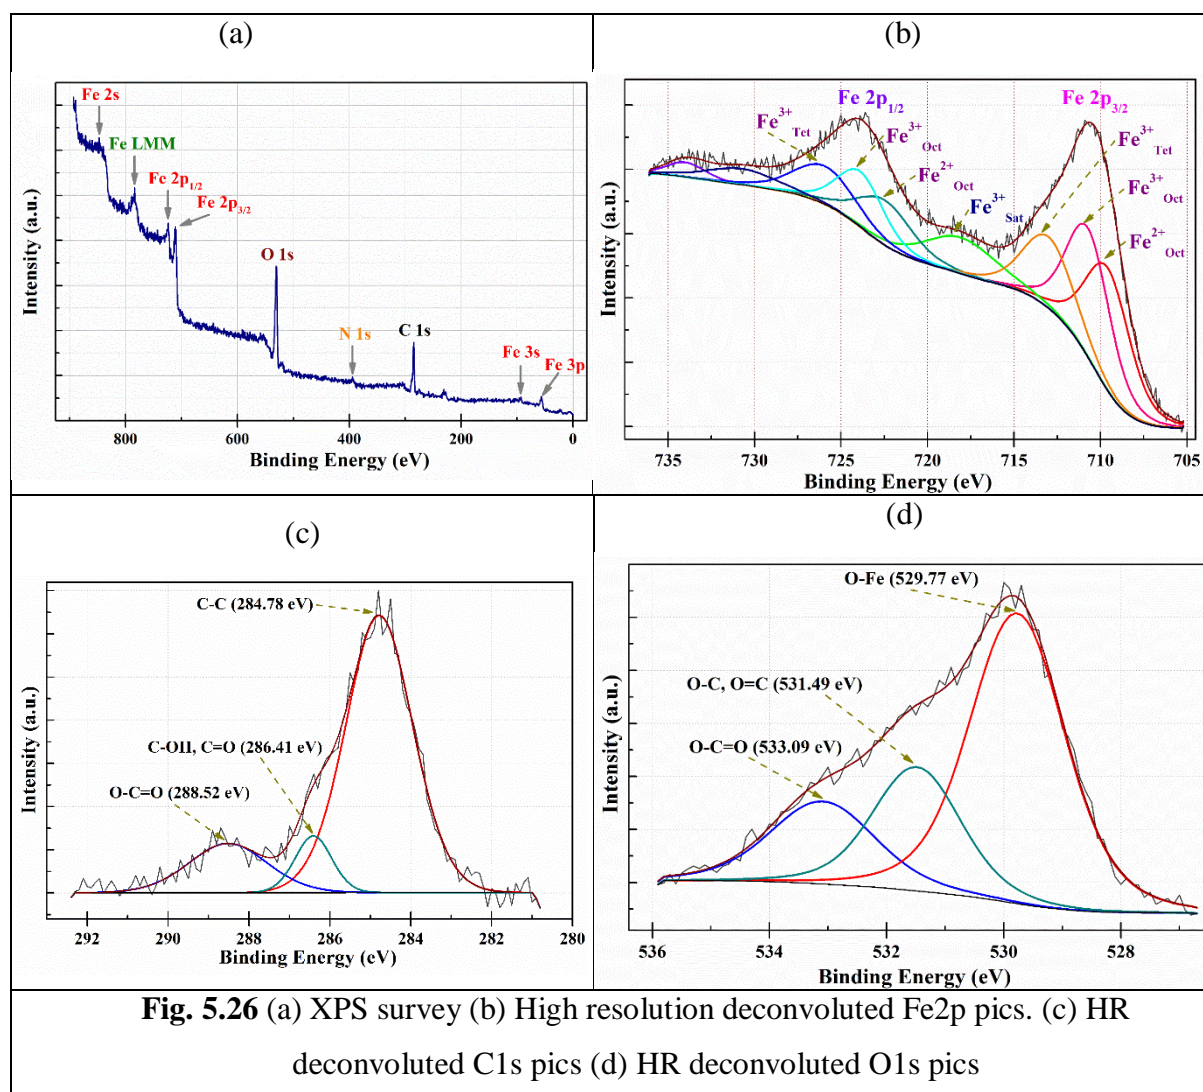 (a)
Fe 2s
Fe LMM
Fe 2p1/2
Fe 2p3/2
O 1s
N 1s
C 1s
Fe 3s
Fe 3p
Intensity (a.u.)
800 600 400 200 0
Binding Energy (eV)
(b)
Fe 2p1/2
Fe 2p3/2
Fe3+Tet
Fe3+Oct
Fe2+Oct
Fe3+Sat
Fe3+Tet
Fe3+Oct
Fe2+Oct
Intensity (a.u.)
735 730 725 720 715 710 705
Binding Energy (eV)
(c)
C-C (284.78 eV)
C-OH, C=O (286.41 eV)
O-C=O (288.52 eV)
Intensity (a.u.)
292 290 288 286 284 282 280
Binding Energy (eV)
(d)
O-Fe (529.77 eV)
O-C, O=C (531.49 eV)
O-C=O (533.09 eV)
Intensity (a.u.)
536 534 532 530 528
Binding Energy (eV)
Fig. 5.26 (a) XPS survey (b) High resolution deconvoluted Fe2p pics. (c) HR
deconvoluted C1s pics (d) HR deconvoluted O1s pics